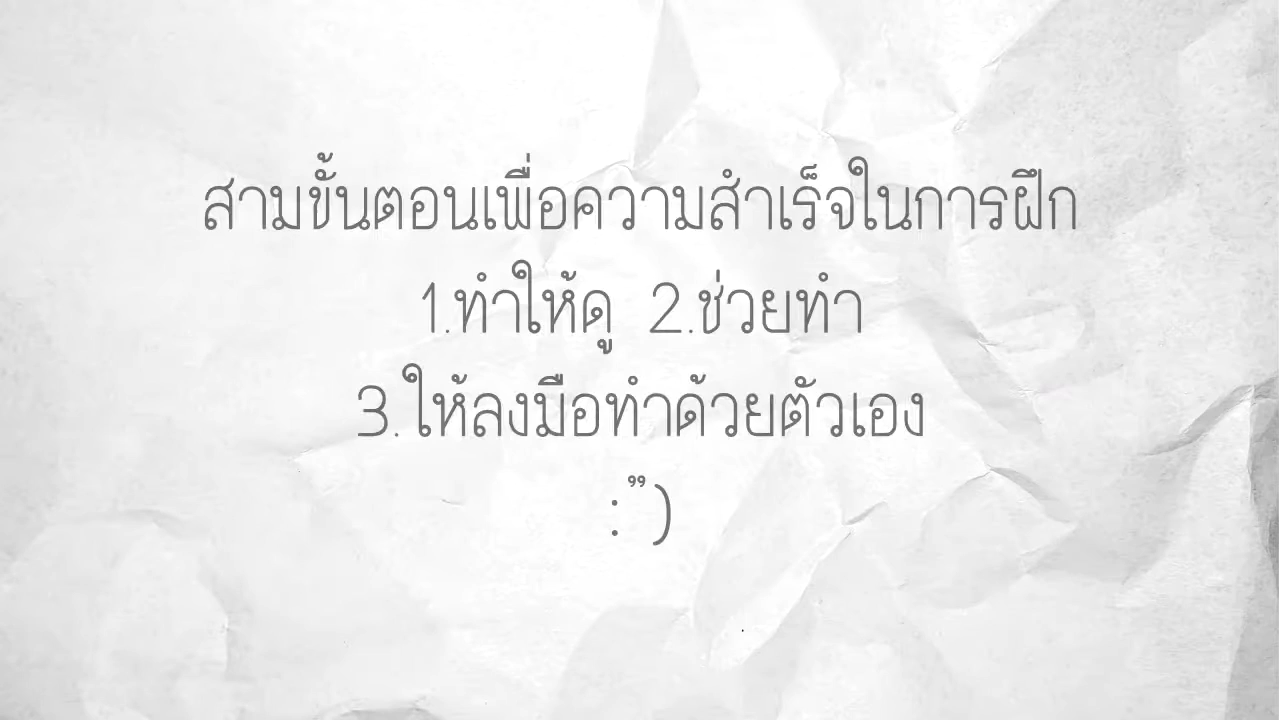 สามขั้นตอนเพื่อความสำเร็จในการฝึก
1.ทำให้ดู 2.ช่วยทำ
3.ให้ลงมือทำด้วยตัวเอง
:”)